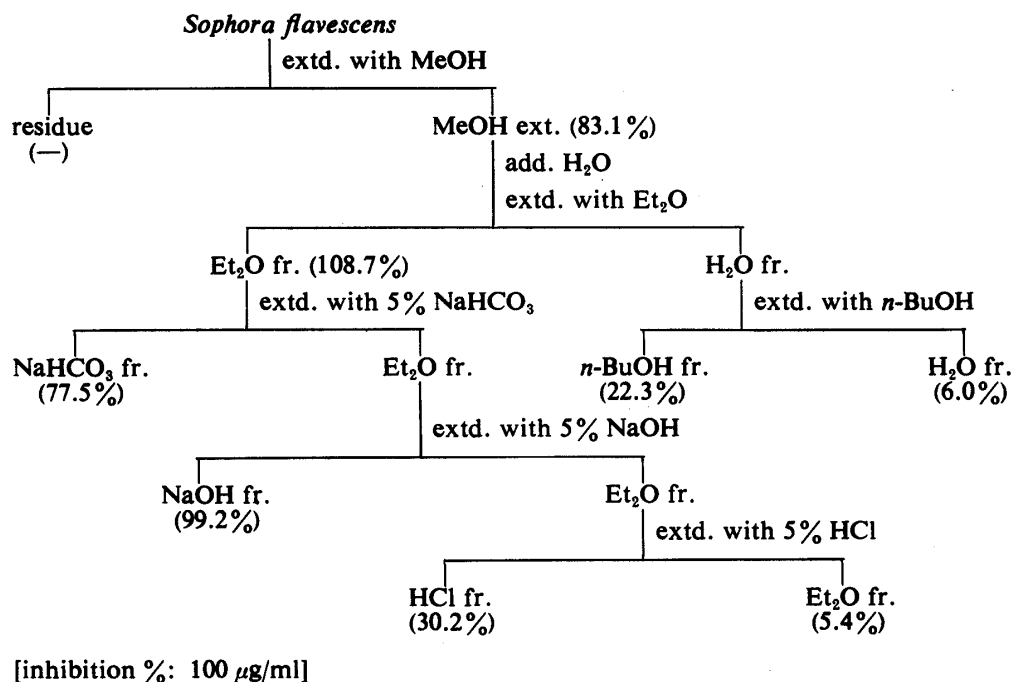 Sophora flavescens
extd. with MeOH
residue
(—)
MeOH ext. (83.1%)
add. H₂O
extd. with Et₂O
Et₂O fr. (108.7%)
H₂O fr.
extd. with 5% NaHCO₃
extd. with n-BuOH
NaHCO₃ fr.
(77.5%)
Et₂O fr.
n-BuOH fr.
(22.3%)
H₂O fr.
(6.0%)
extd. with 5% NaOH
NaOH fr.
(99.2%)
Et₂O fr.
extd. with 5% HCl
HCl fr.
(30.2%)
Et₂O fr.
(5.4%)
[inhibition %: 100 μg/ml]